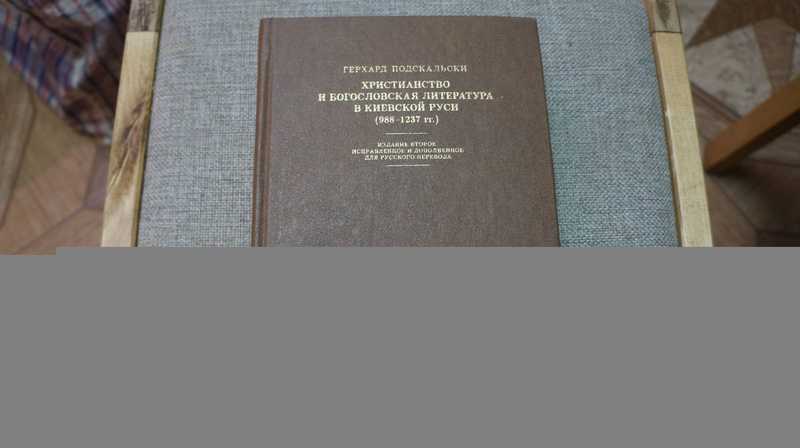 ГЕРХАРД ПОДСКАЛЬСКИ
ХРИСТИАНСТВО
И БОГОСЛОВСКАЯ ЛИТЕРАТУРА
В КИЕВСКОЙ РУСИ
(988–1237 гг.)
ИЗДАНИЕ ВТОРОЕ
ИСПРАВЛЕННОЕ И ДОПОЛНЕННОЕ
ДЛЯ РУССКОГО ПЕРЕВОДА